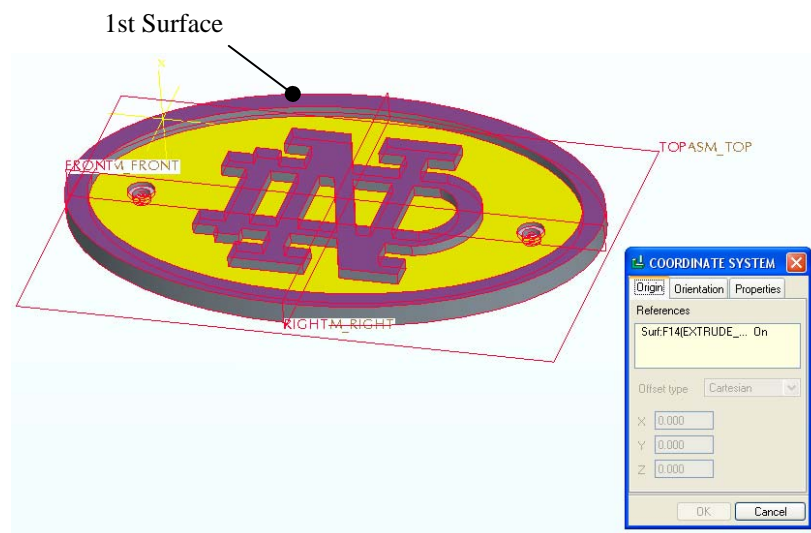 1st Surface
X
FRONTM_FRONT
TOPASM_TOP
RIGHTM_RIGHT
COORDINATE SYSTEM
Origin Orientation Properties
References
Surf:F14(EXTRUDE_... On
Offset type Cartesian
X 0.000
Y 0.000
Z 0.000
OK Cancel